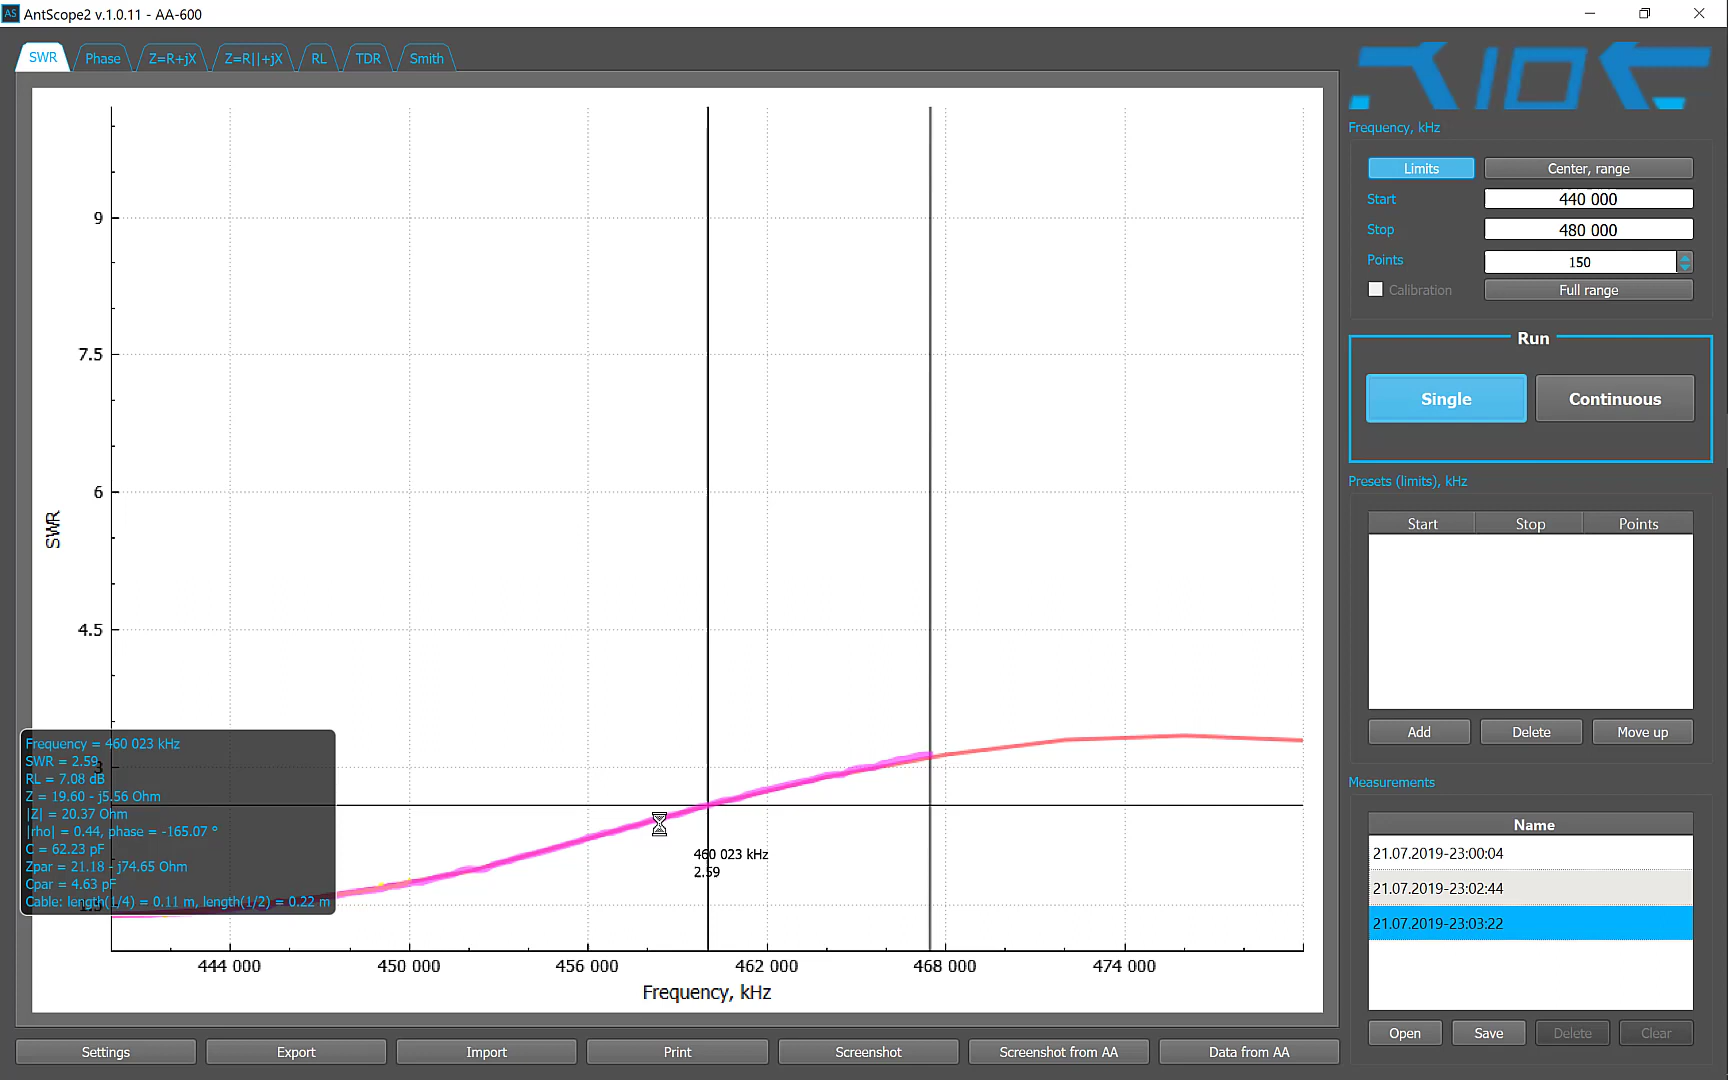 AS AntScope2 v.1.0.11 - AA-600
SWR
Phase
Z=R+jX
Z=R||+jX
RL
TDR
Smith
9
7.5
6
4.5
3
SWR
Frequency = 460 023 kHz
SWR = 2.59
RL = 7.08 dB
Z = 19.60 - j5.56 Ohm
|Z| = 20.37 Ohm
|rho| = 0.44, phase = -165.07 °
C = 62.23 pF
Zpar = 21.18 - j74.65 Ohm
Cpar = 4.63 pF
Cable: length(1/4) = 0.11 m, length(1/2) = 0.22 m
460 023 kHz
2.59
444 000
450 000
456 000
462 000
468 000
474 000
Frequency, kHz
Settings
Export
Import
Print
Screenshot
Screenshot from AA
Data from AA
Frequency, kHz
Limits
Center, range
Start
440 000
Stop
480 000
Points
150
Calibration
Full range
Run
Single
Continuous
Presets (limits), kHz
Start
Stop
Points
Add
Delete
Move up
Measurements
Name
21.07.2019-23:00:04
21.07.2019-23:02:44
21.07.2019-23:03:22
Open
Save
Delete
Clear